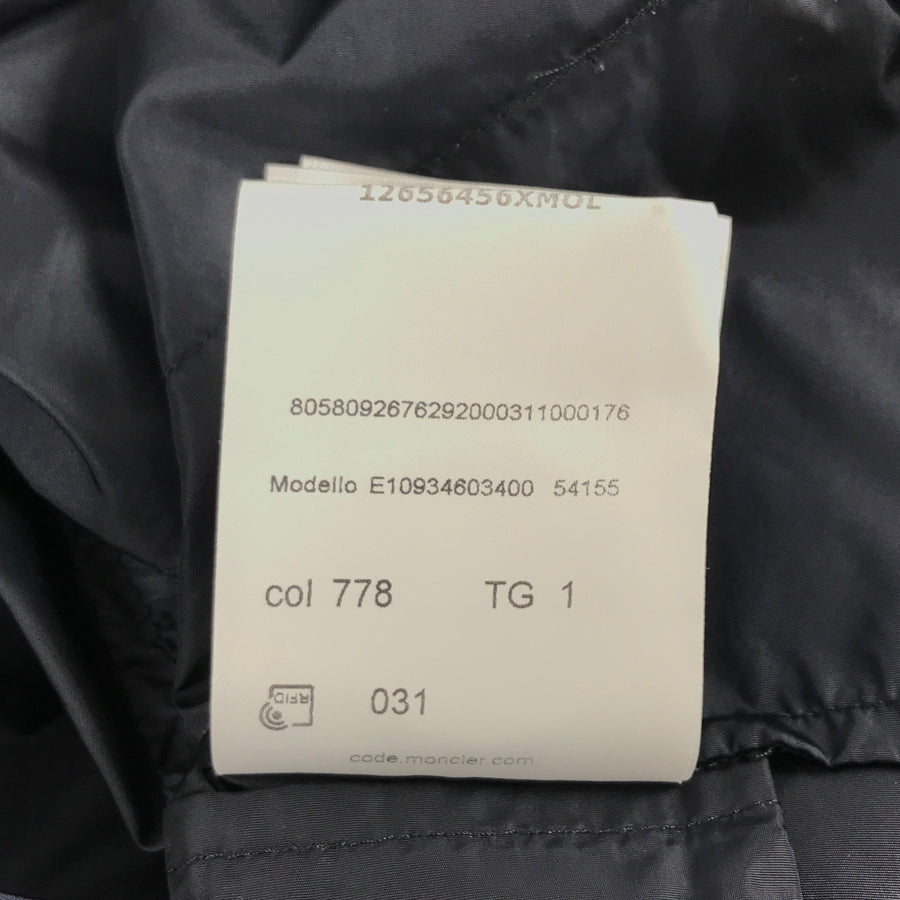 12656456XMOL
8058092676292000311000176
Modello E10934603400 54155
col 778 TG 1
RFID
031
code.moncler.com